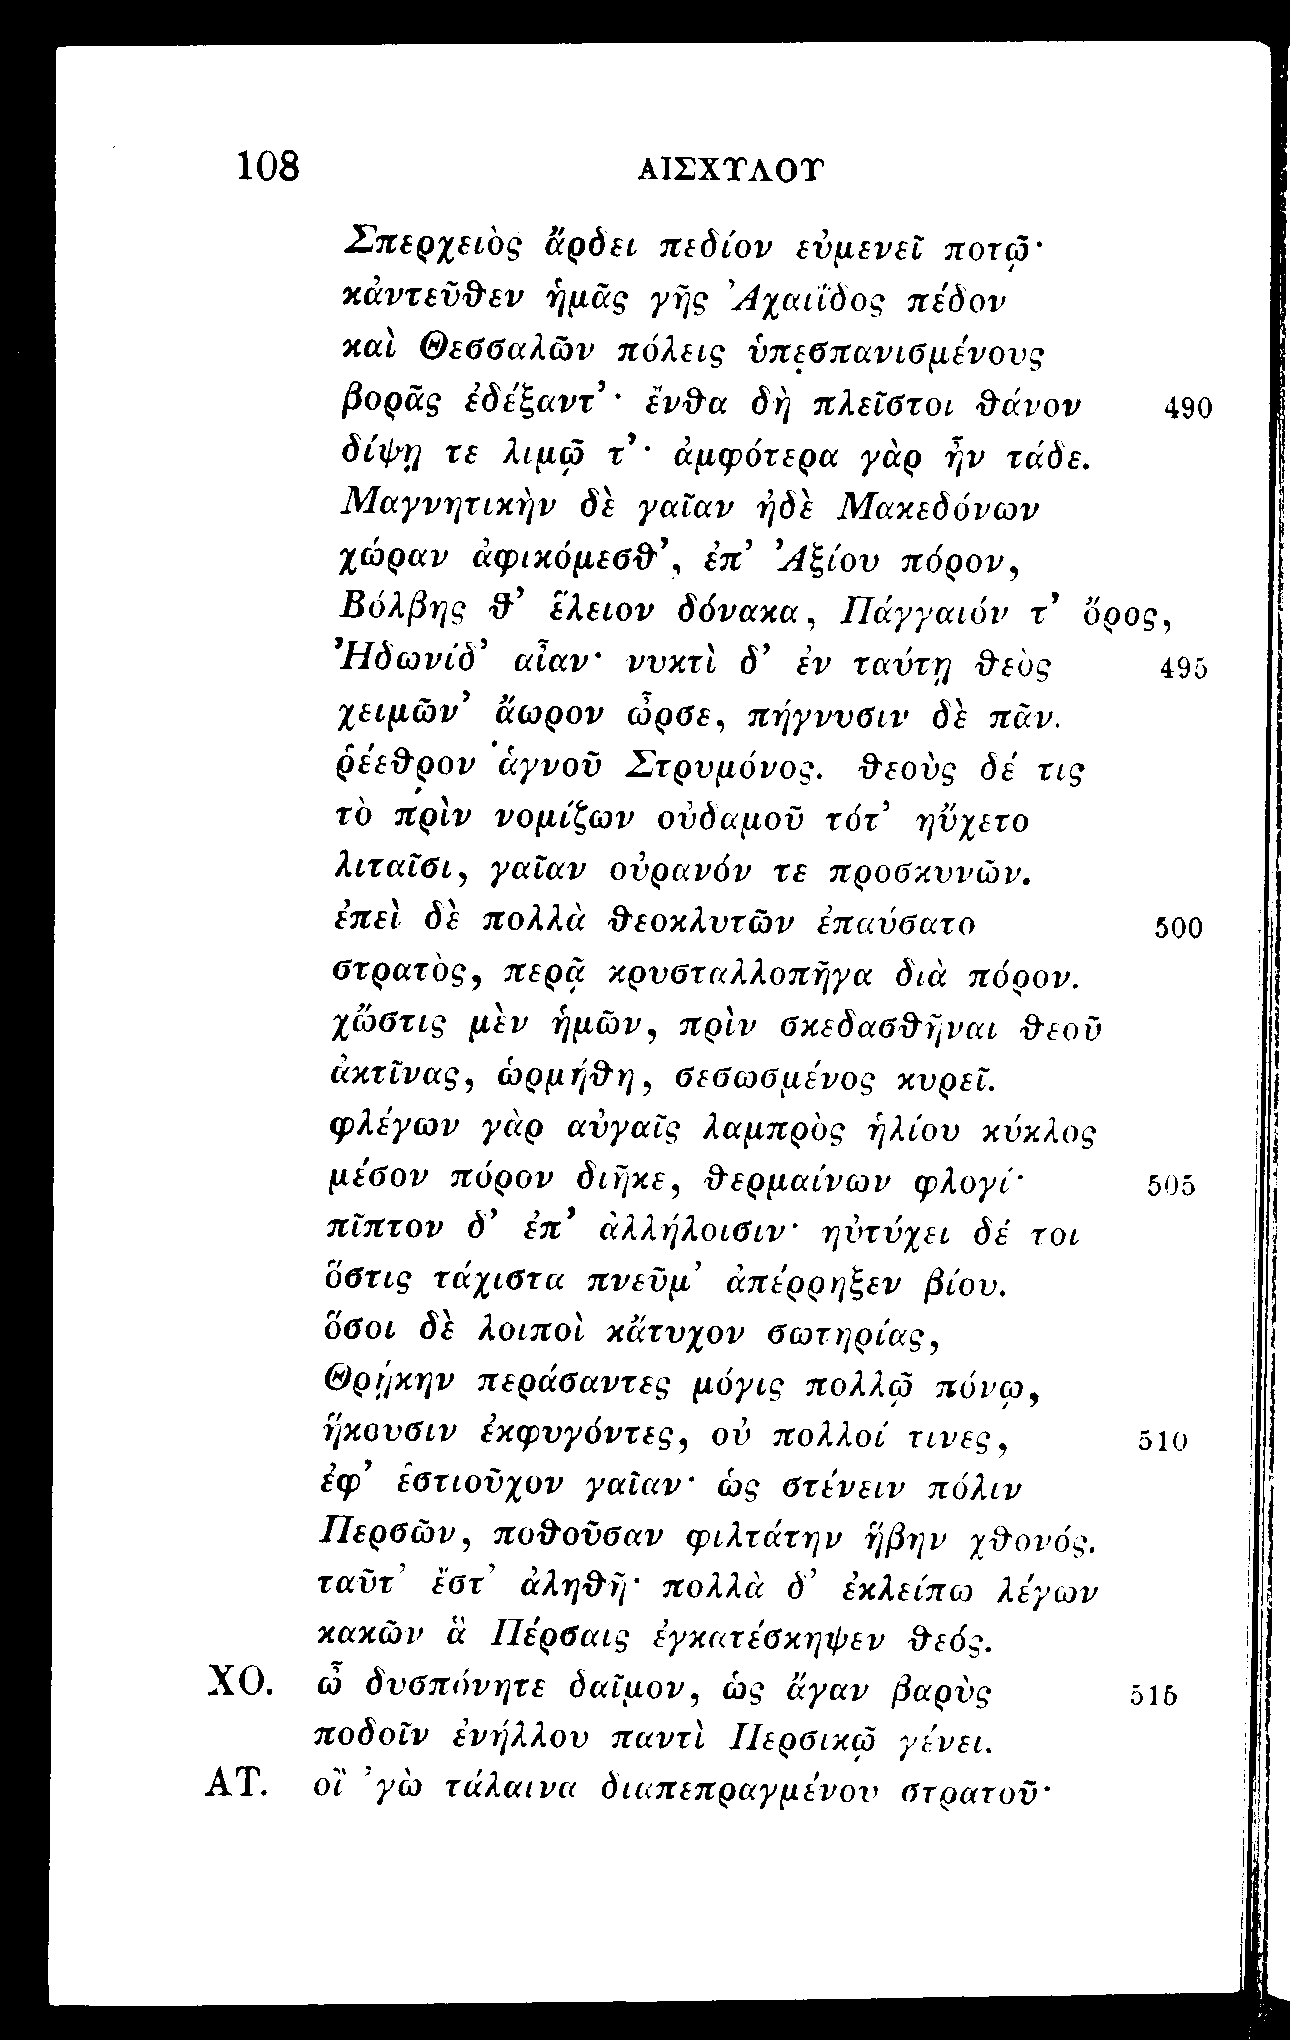 108 ΑΙΣΧΥΛΟΥ
Σπερχειὸς ἄρδει πεδίον εὐμενεῖ ποτῷ·
κἀντεῦθεν ἡμᾶς γῆς Ἀχαιΐδος πέδον
καὶ Θεσσαλῶν πόλεις ὑπεσπανισμένους
βορᾶς ἐδέξαντ’· ἔνθα δὴ πλεῖστοι θάνον 490
δίψῃ τε λιμῷ τ’· ἀμφότερα γὰρ ἦν τάδε.
Μαγνητικὴν δὲ γαῖαν ἠδὲ Μακεδόνων
χώραν ἀφικόμεσθ’, ἐπ’ Ἀξίου πόρον,
Βόλβης θ’ ἕλειον δόνακα, Πάγγαιόν τ’ ὄρος,
Ἠδωνίδ’ αἶαν· νυκτὶ δ’ ἐν ταύτῃ θεὸς 495
χειμῶν’ ἄωρον ὦρσε, πήγνυσιν δὲ πᾶν.
ῥέεθρον ἁγνοῦ Στρυμόνος. θεοὺς δέ τις
τὸ πρὶν νομίζων οὐδαμοῦ τότ’ ηὔχετο
λιταῖσι, γαῖαν οὐρανόν τε προσκυνῶν.
ἐπεὶ δὲ πολλὰ θεοκλυτῶν ἐπαύσατο 500
στρατὸς, περᾷ κρυσταλλοπῆγα διὰ πόρον.
χὤστις μὲν ἡμῶν, πρὶν σκεδασθῆναι θεοῦ
ἀκτῖνας, ὡρμήθη, σεσωσμένος κυρεῖ.
φλέγων γὰρ αὐγαῖς λαμπρὸς ἡλίου κύκλος
μέσον πόρον διῆκε, θερμαίνων φλογί· 505
πῖπτον δ’ ἐπ’ ἀλλήλοισιν· ηὐτύχει δέ τοι
ὅστις τάχιστα πνεῦμ’ ἀπέρρηξεν βίου.
ὅσοι δὲ λοιποὶ κἄτυχον σωτηρίας,
Θρῄκην περάσαντες μόγις πολλῷ πόνῳ,
ἥκουσιν ἐκφυγόντες, οὐ πολλοί τινες, 510
ἐφ’ ἑστιοῦχον γαῖαν· ὡς στένειν πόλιν
Περσῶν, ποθοῦσαν φιλτάτην ἥβην χθονός.
ταῦτ’ ἔστ’ ἀληθῆ· πολλὰ δ’ ἐκλείπω λέγων
κακῶν ἃ Πέρσαις ἐγκατέσκηψεν θεός.
ΧΟ. ὦ δυσπόνητε δαῖμον, ὡς ἄγαν βαρὺς 515
ποδοῖν ἐνήλλου παντὶ Περσικῷ γένει.
ΑΤ. οἲ ’γὼ τάλαινα διαπεπραγμένου στρατοῦ·